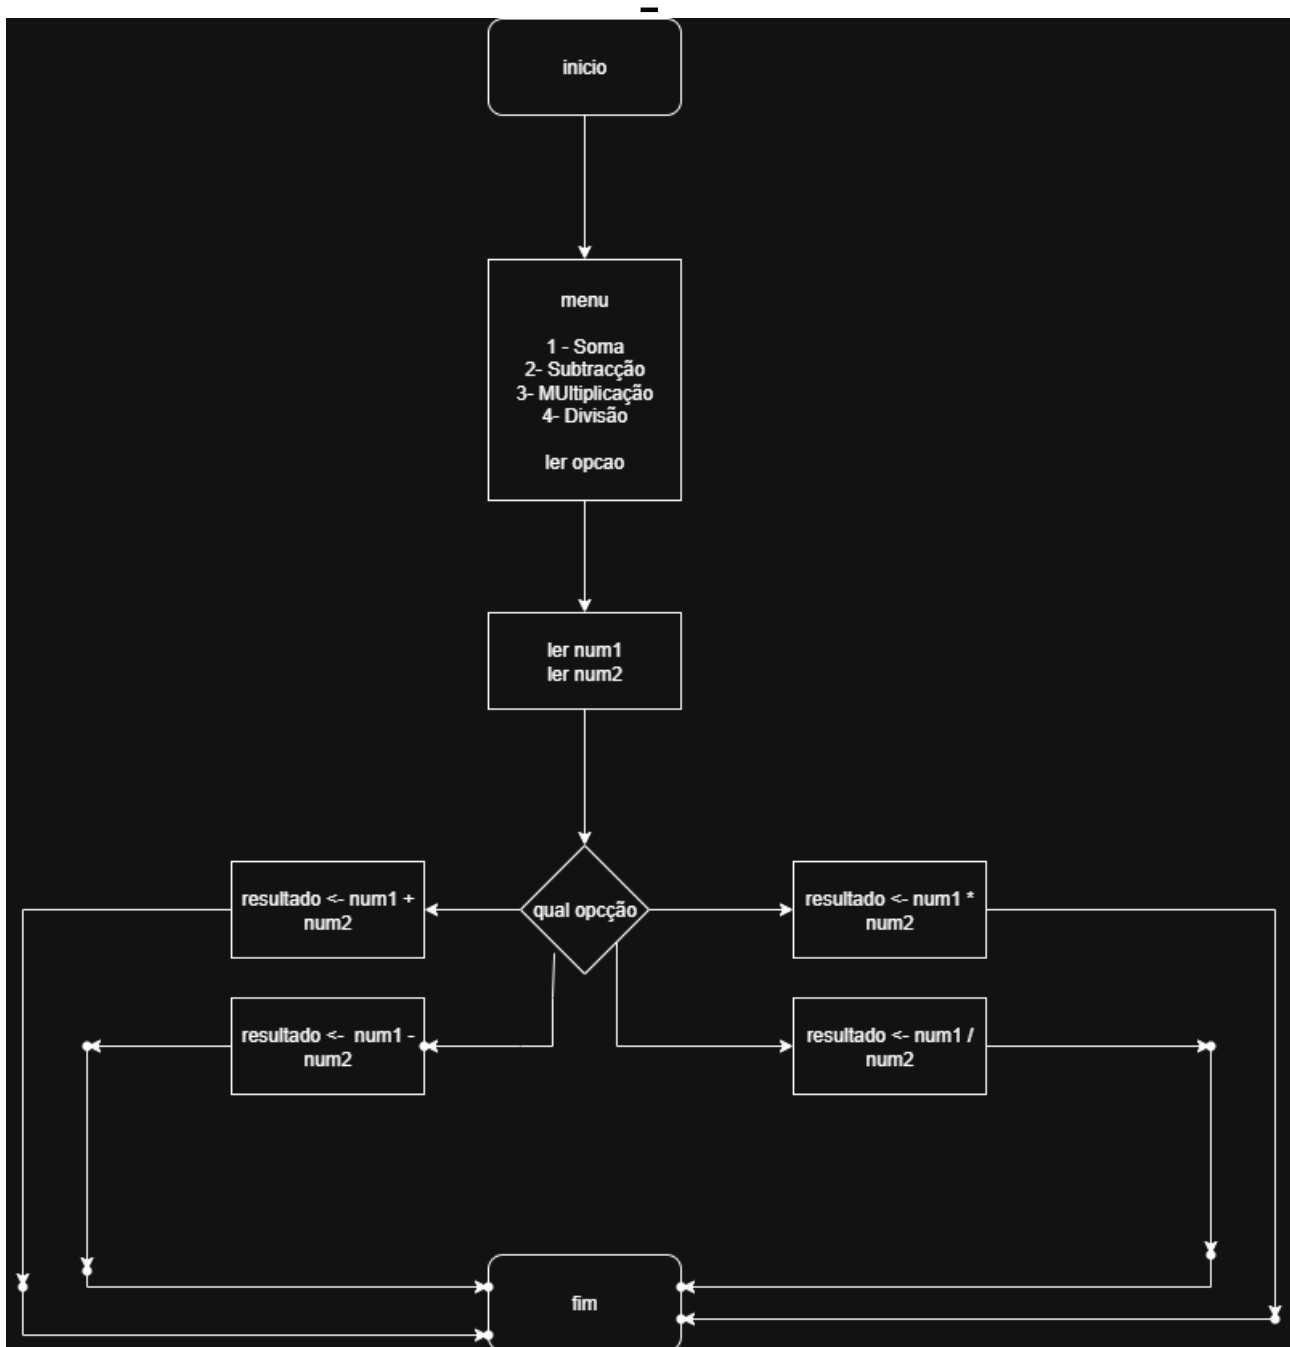 inicio
menu
1 - Soma
2- Subtracção
3- MUltiplicação
4- Divisão
ler opcao
ler num1
ler num2
qual opcção
resultado <- num1 +
num2
resultado <- num1 *
num2
resultado <-  num1 -
num2
resultado <- num1 /
num2
fim